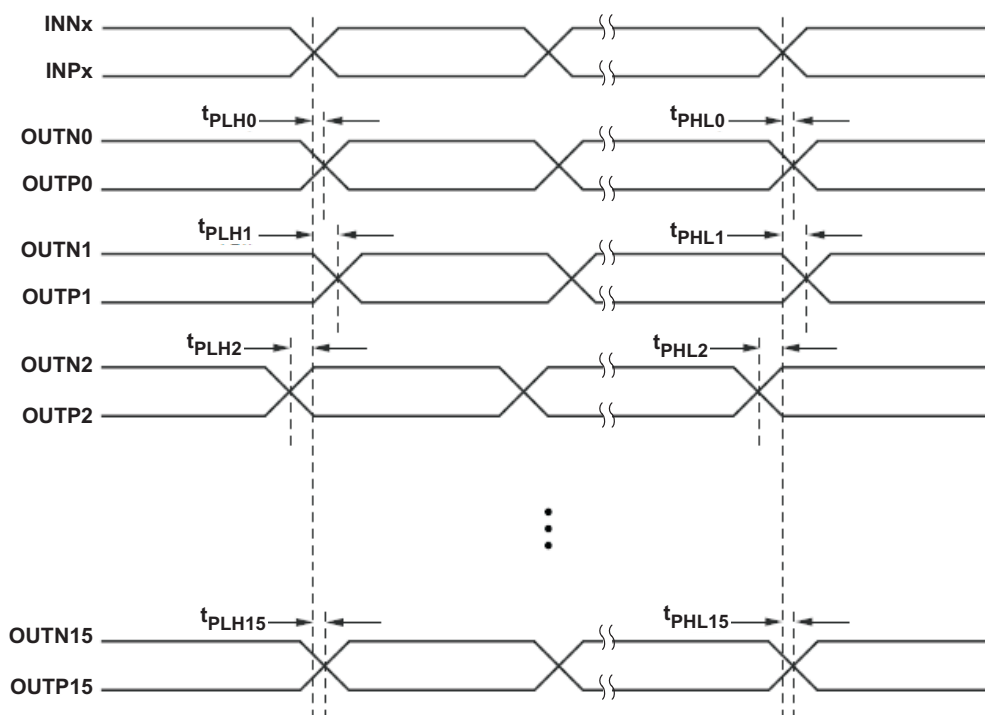 INNx
INPx
tPLH0 tPHL0
OUTN0
OUTP0
tPLH1 tPHL1
OUTN1
OUTP1
tPLH2 tPHL2
OUTN2
OUTP2
tPLH15 tPHL15
OUTN15
OUTP15